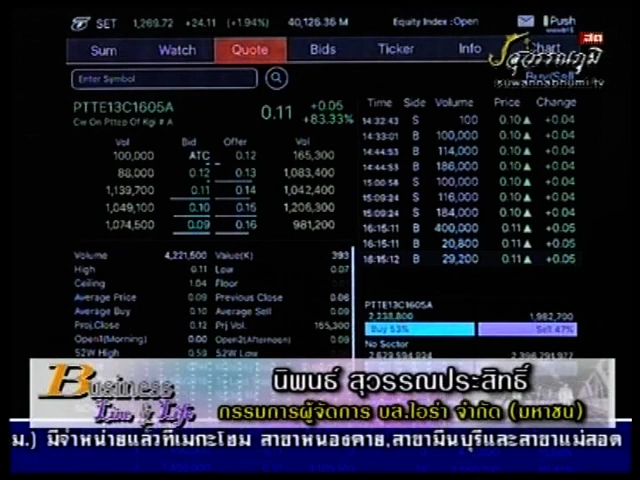 SET 1,269.72 +24.11 (+1.94%) 40,126.36 M Equity Index :Open Push
Sum Watch Quote Bids Ticker Info Chart
สด
สุวรรณภูมิ
Enter Symbol
Buy/Sell
suwannabhumi.tv
PTTE13C1605A 0.11 +0.05
Cw On Pttep Of Kgi # A +83.33%
Vol Bid Offer Vol
100,000 ATC 0.12 165,300
88,000 0.12 0.13 1,083,400
1,139,700 0.11 0.14 1,042,400
1,049,100 0.10 0.15 1,206,300
1,074,500 0.09 0.16 981,200
Time Side Volume Price Change
14:32:43 S 100 0.10▲ +0.04
14:33:01 B 100,000 0.10▲ +0.04
14:44:53 B 114,000 0.10▲ +0.04
14:44:53 B 186,000 0.10▲ +0.04
15:00:58 S 100,000 0.10▲ +0.04
15:09:24 S 116,000 0.10▲ +0.04
15:09:24 S 184,000 0.10▲ +0.04
16:15:11 B 400,000 0.11▲ +0.05
16:15:11 B 20,800 0.11▲ +0.05
16:15:12 B 29,200 0.11▲ +0.05
Volume 4,221,500 Value(K) 393
High 0.11 Low 0.07
Ceiling 1.04 Floor
Average Price 0.09 Previous Close 0.06
Average Buy 0.10 Average Sell 0.09
Proj.Close 0.12 Prj Vol. 165,300
Open1(Morning) 0.00 Open2(Afternoon) 0.09
52W High 0.59 52W Low
PTTE13C1605A
2,238,800 1,982,700
Buy 53% Sell 47%
No Sector
Business
Line & Life
นิพนธ์ สุวรรณประสิทธิ์
กรรมการผู้จัดการ บล.ไอร่า จำกัด (มหาชน)
ม.) มีจำหน่ายแล้วที่เมกะโฮม สาขาหนองคาย,สาขามีนบุรีและสาขาแม่สอด